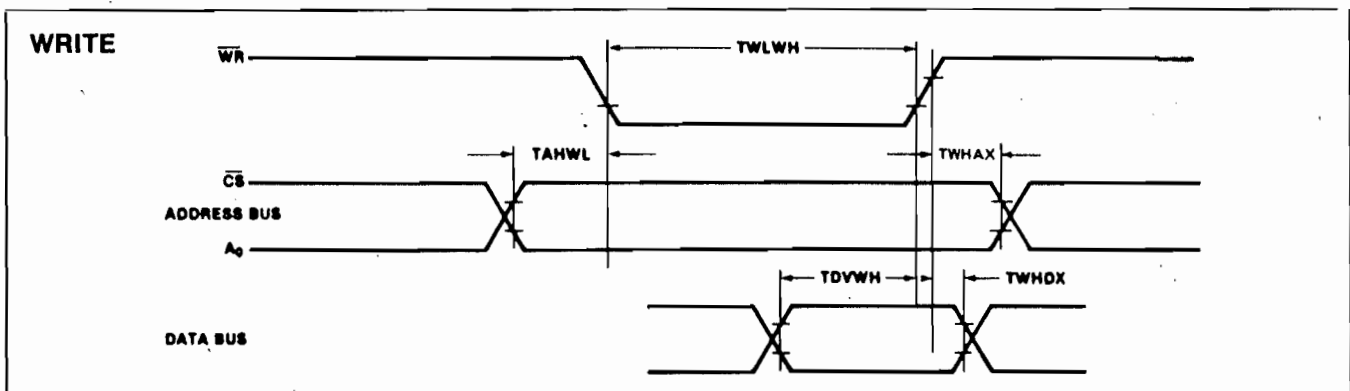 WRITE
WR
TWLWH
TAHWL
TWHAX
CS
ADDRESS BUS
A0
TDVWH
TWHDX
DATA BUS